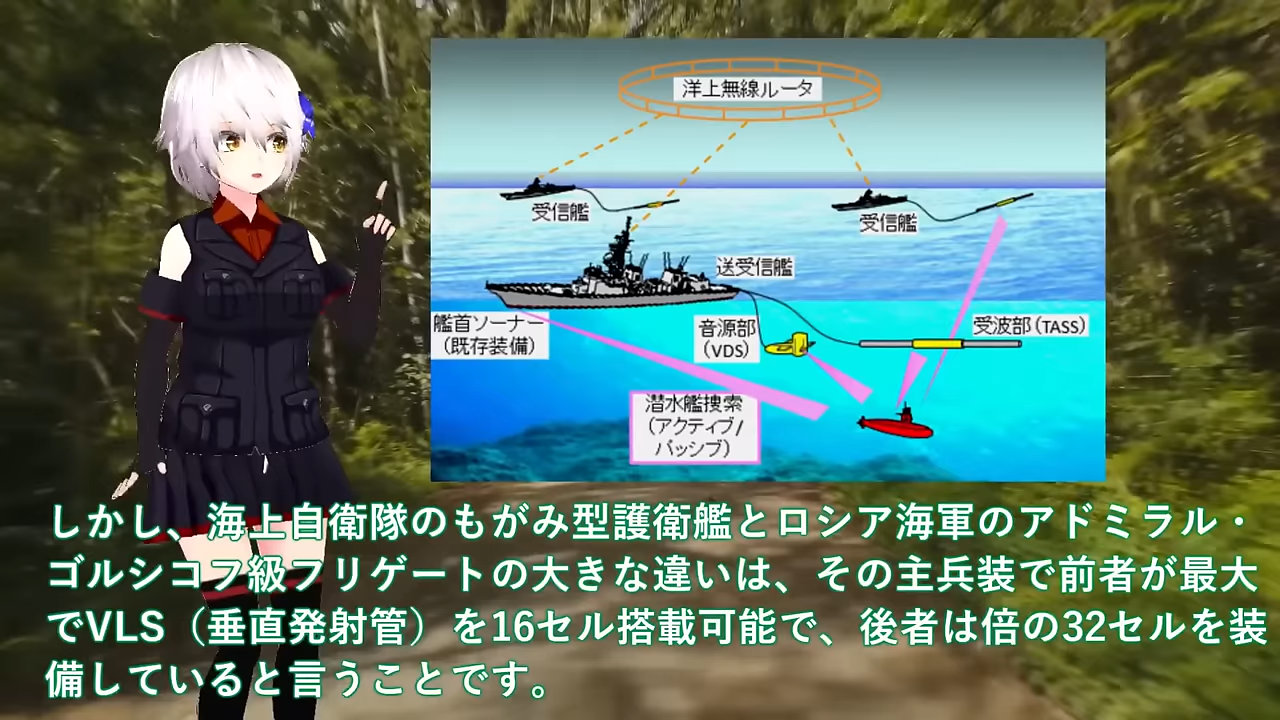 洋上無線ルータ
受信艦
受信艦
送受信艦
艦首ソーナー
（既存装備）
音源部
（VDS）
受波部（TASS）
潜水艦捜索
（アクティブ/
パッシブ）
しかし、海上自衛隊のもがみ型護衛艦とロシア海軍のアドミラル・
ゴルシコフ級フリゲートの大きな違いは、その主兵装で前者が最大
でVLS（垂直発射管）を16セル搭載可能で、後者は倍の32セルを装
備していると言うことです。